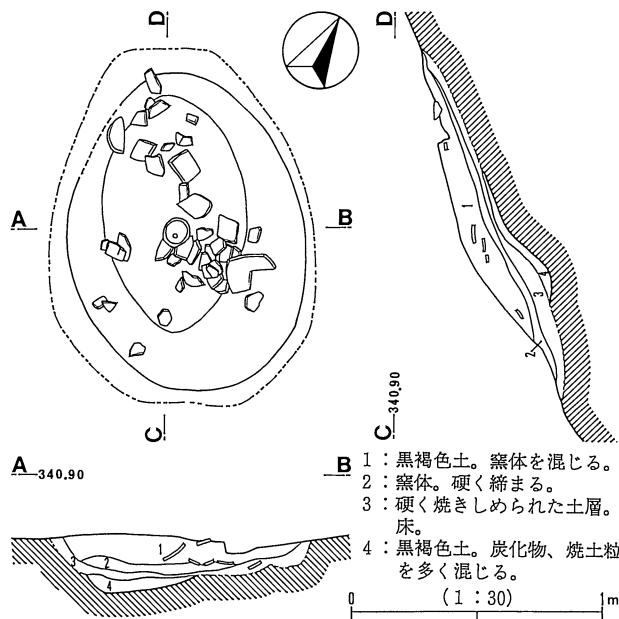 D
D
A
B
1
4
3
2
C
C
340.90
A
340.90
B
1
3
2
4
1：黒褐色土。窯体を混じる。
2：窯体。硬く締まる。
3：硬く焼きしめられた土層。
床。
4：黒褐色土。炭化物、焼土粒
を多く混じる。
0
(1：30)
1m